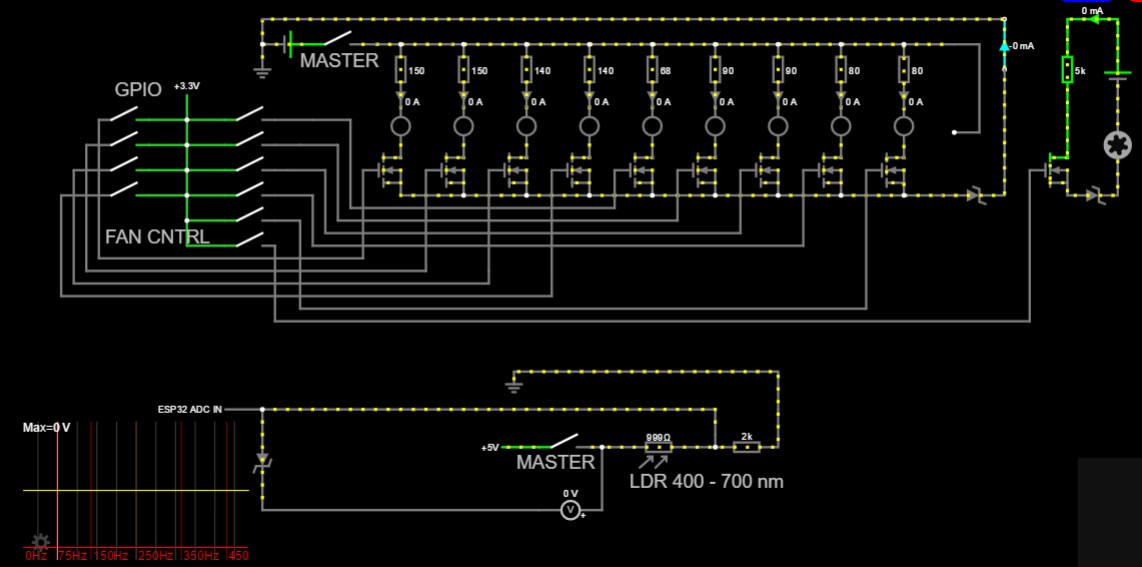 0 mA
-0 mA
MASTER
150
150
140
140
68
90
90
80
80
5k
GPIO
+3.3V
0 A
0 A
0 A
0 A
0 A
0 A
0 A
0 A
0 A
FAN CNTRL
ESP32 ADC IN
Max=0 V
+5V
999Ω
2k
MASTER
LDR 400 - 700 nm
0 V
V
+
0Hz 75Hz 150Hz 250Hz 350Hz 450